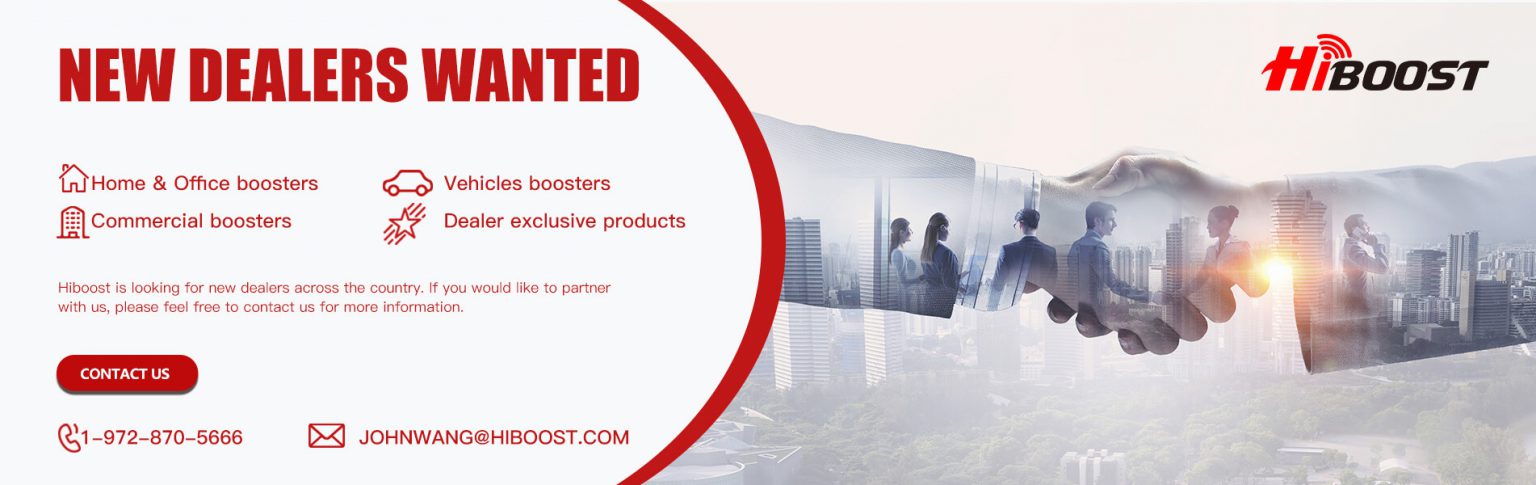 NEW DEALERS WANTED
HiBOOST
Home & Office boosters
Vehicles boosters
Commercial boosters
Dealer exclusive products
Hiboost is looking for new dealers across the country. If you would like to partner
with us, please feel free to contact us for more information.
CONTACT US
1-972-870-5666
JOHNWANG@HIBOOST.COM